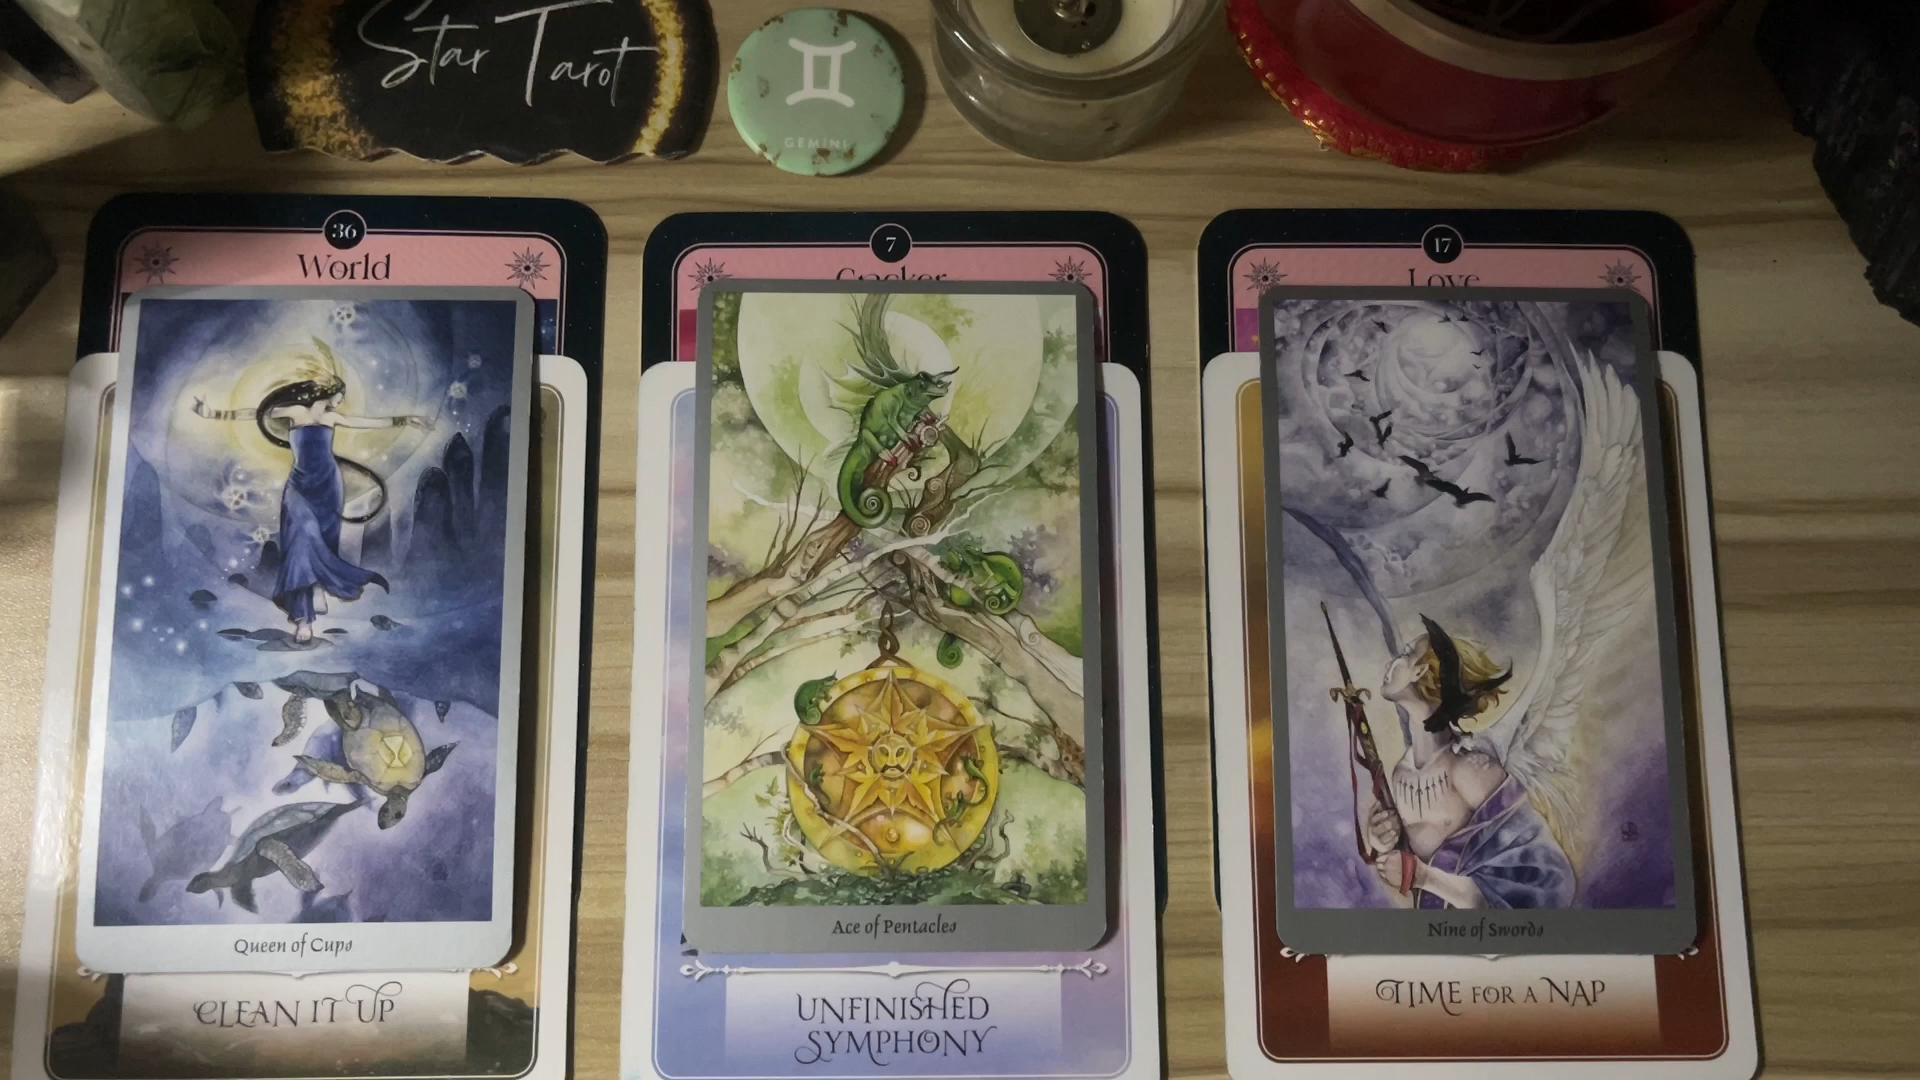 Star Tarot
GEMINI
36
World
7
17
Love
Queen of Cups
Ace of Pentacles
Nine of Swords
CLEAN IT UP
UNFINISHED
SYMPHONY
TIME FOR A NAP